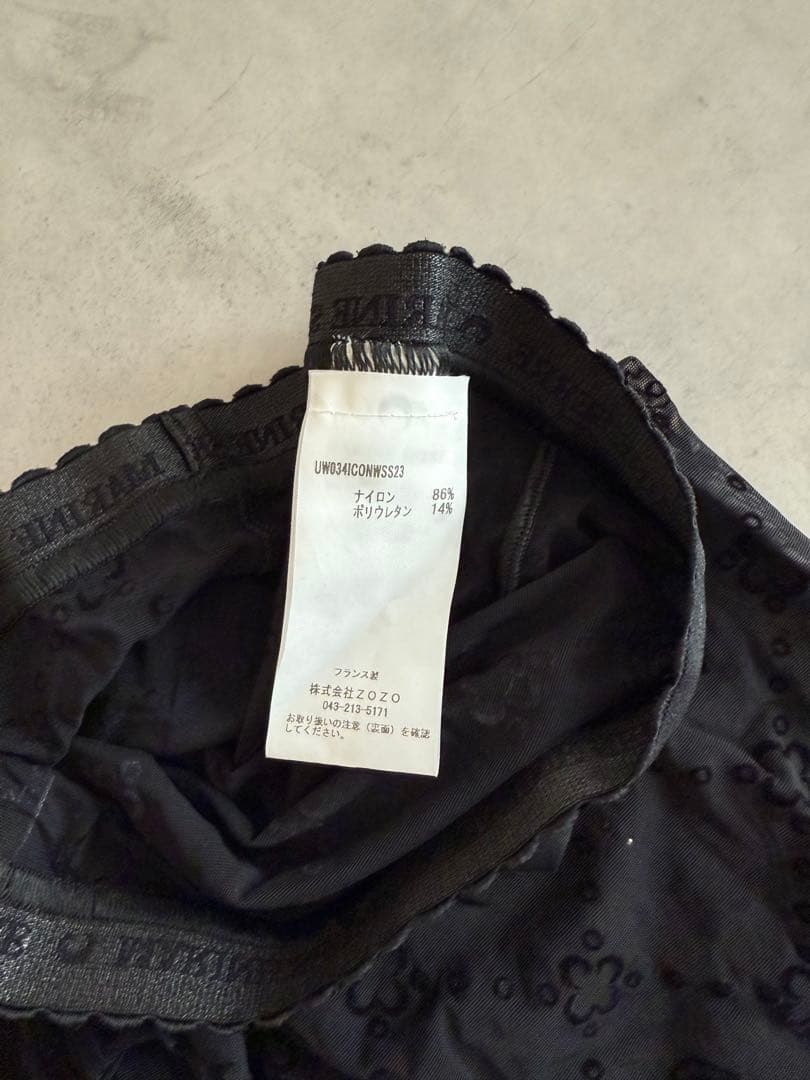 RINE S
MARINE
UW034ICONWSS23
ナイロン 86%
ポリウレタン 14%
フランス製
株式会社ZOZO
043-213-5171
お取り扱いの注意(裏面)を確認
してください。